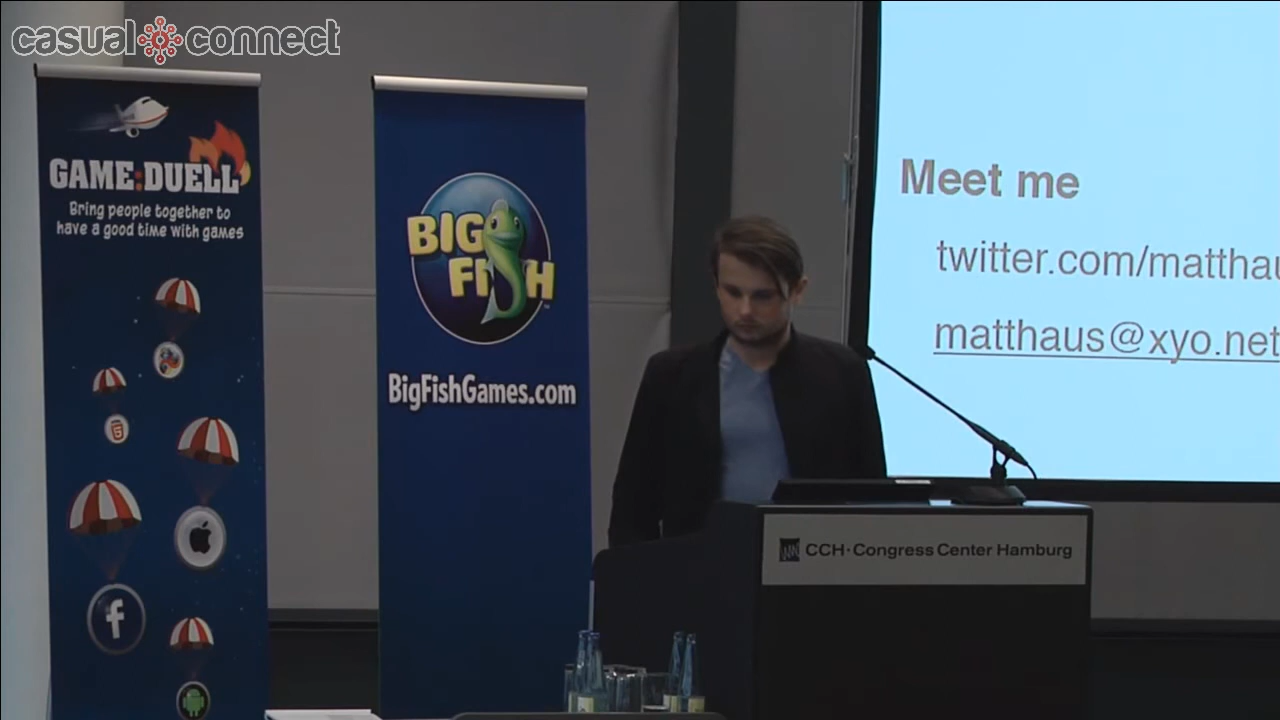 casual connect
GAME:DUELL
Bring people together to
have a good time with games
BIG
FISH
BigFishGames.com
Meet me
twitter.com/matthau
matthaus@xyo.net
CCH·Congress Center Hamburg